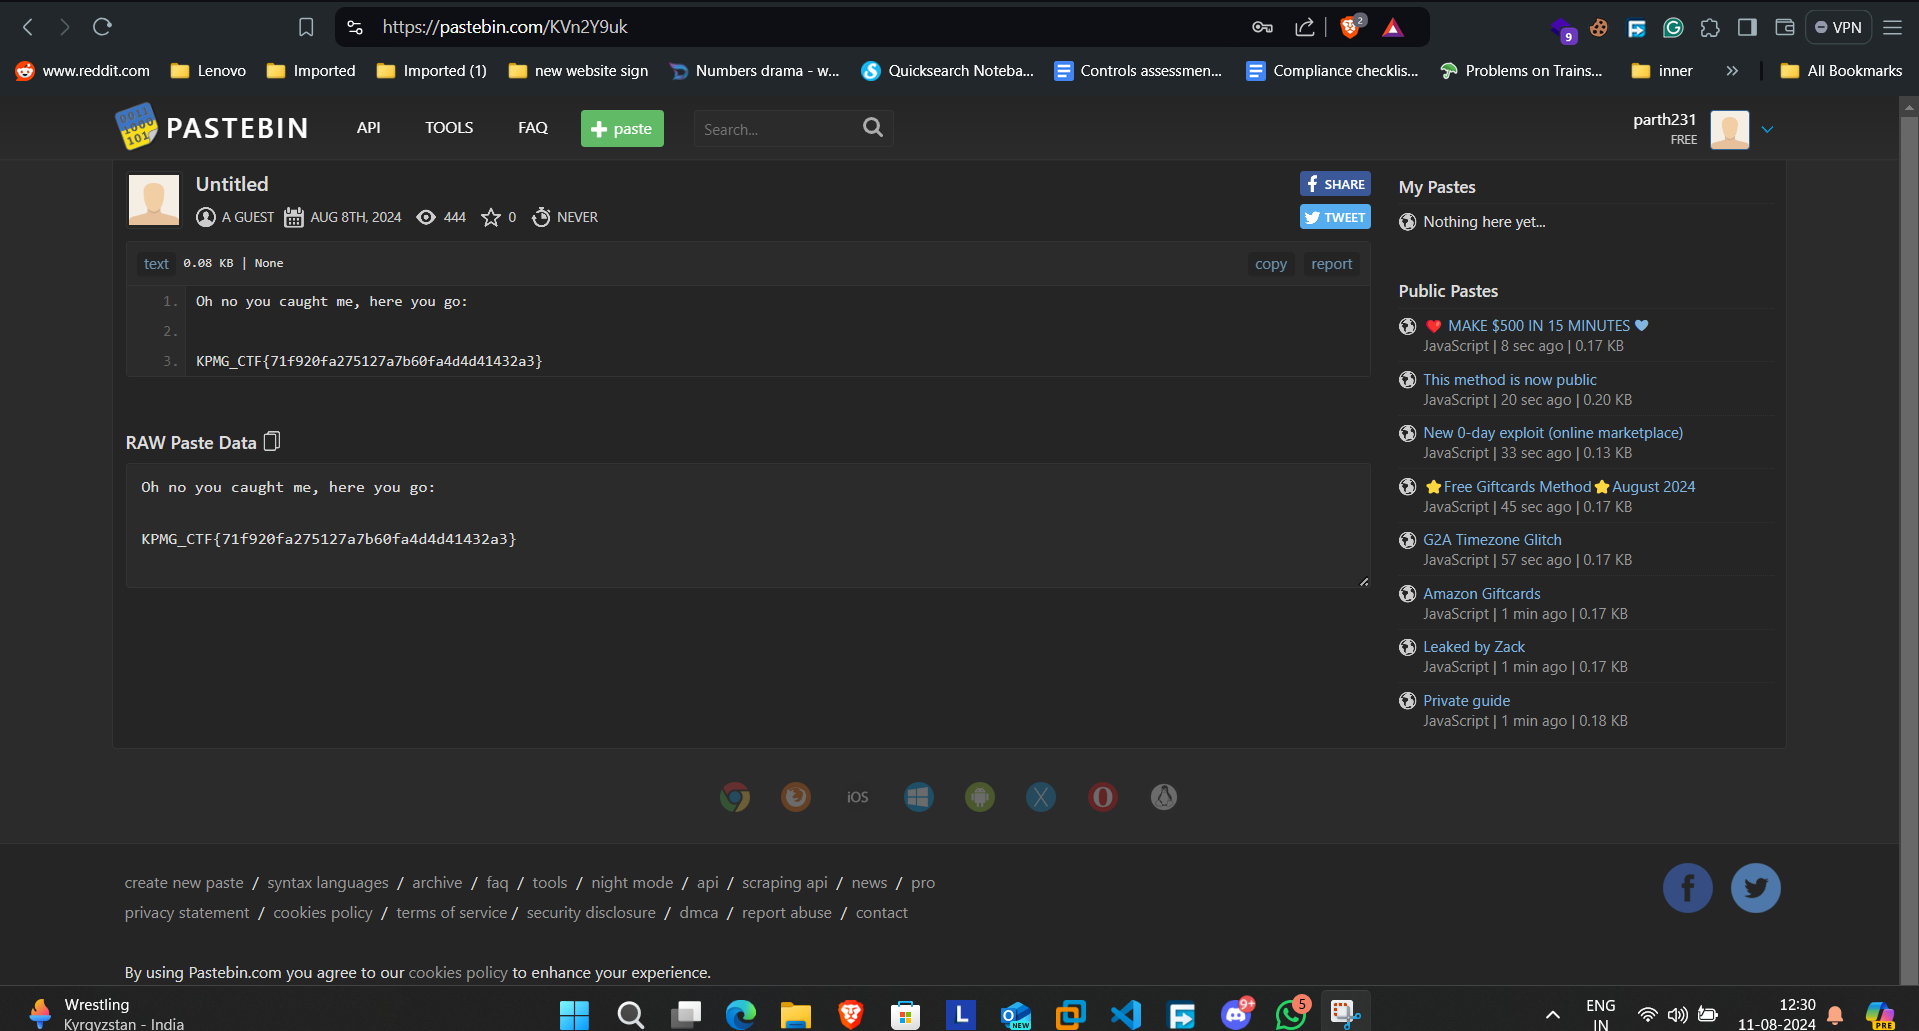 https://pastebin.com/KVn2Y9uk
2
9
VPN
www.reddit.com
Lenovo
Imported
Imported (1)
new website sign
Numbers drama - w...
Quicksearch Noteba...
Controls assessmen...
Compliance checklis...
Problems on Trains...
inner
»
All Bookmarks
PASTEBIN
API
TOOLS
FAQ
paste
Search...
parth231
FREE
Untitled
A GUEST
AUG 8TH, 2024
444
0
NEVER
SHARE
TWEET
text
0.08 KB | None
copy
report
1. Oh no you caught me, here you go:
2.
3. KPMG_CTF{71f920fa275127a7b60fa4d4d41432a3}
RAW Paste Data
Oh no you caught me, here you go:
KPMG_CTF{71f920fa275127a7b60fa4d4d41432a3}
My Pastes
Nothing here yet...
Public Pastes
MAKE $500 IN 15 MINUTES
JavaScript | 8 sec ago | 0.17 KB
This method is now public
JavaScript | 20 sec ago | 0.20 KB
New 0-day exploit (online marketplace)
JavaScript | 33 sec ago | 0.13 KB
⭐Free Giftcards Method⭐August 2024
JavaScript | 45 sec ago | 0.17 KB
G2A Timezone Glitch
JavaScript | 57 sec ago | 0.17 KB
Amazon Giftcards
JavaScript | 1 min ago | 0.17 KB
Leaked by Zack
JavaScript | 1 min ago | 0.17 KB
Private guide
JavaScript | 1 min ago | 0.18 KB
iOS
create new paste / syntax languages / archive / faq / tools / night mode / api / scraping api / news / pro
privacy statement / cookies policy / terms of service / security disclosure / dmca / report abuse / contact
By using Pastebin.com you agree to our cookies policy to enhance your experience.
Wrestling
Kyrgyzstan - India
L
NEW
9+
5
ENG
IN
12:30
11-08-2024
PRE